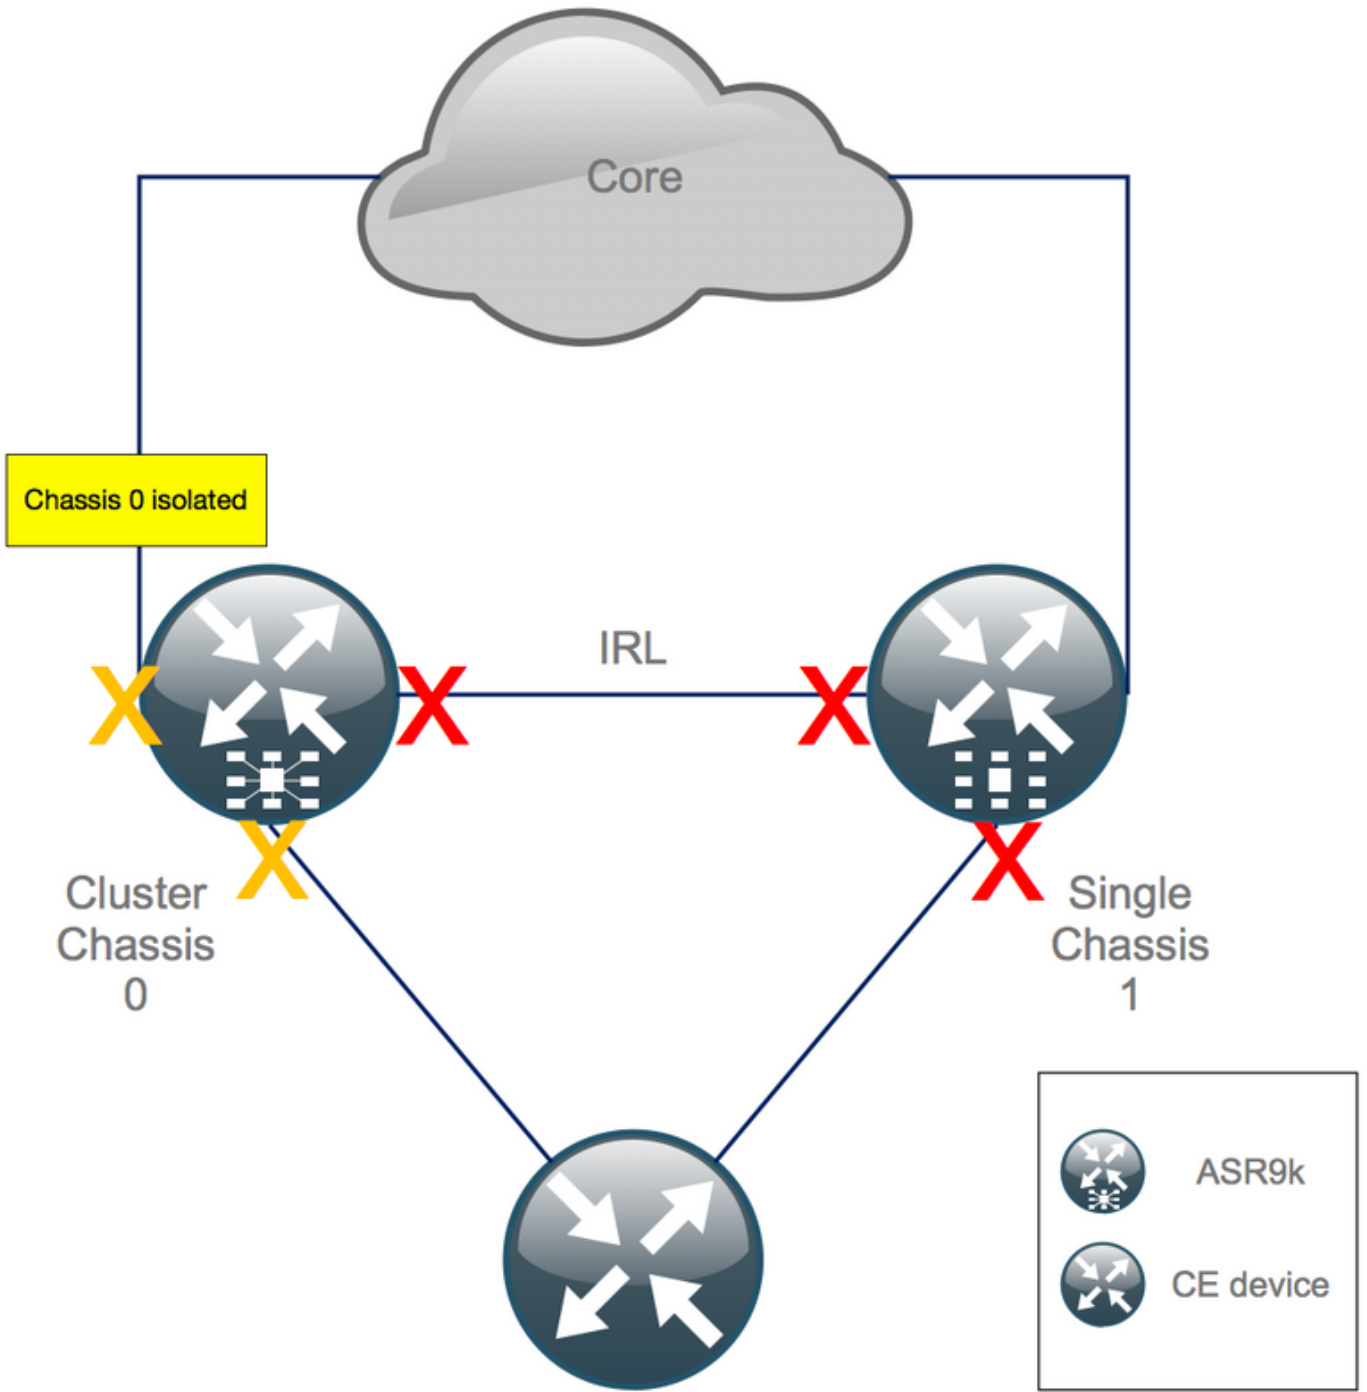 Core
Chassis 0 isolated
IRL
X
X
X
X
X
Cluster
Chassis
0
Single
Chassis
1
ASR9k
CE device